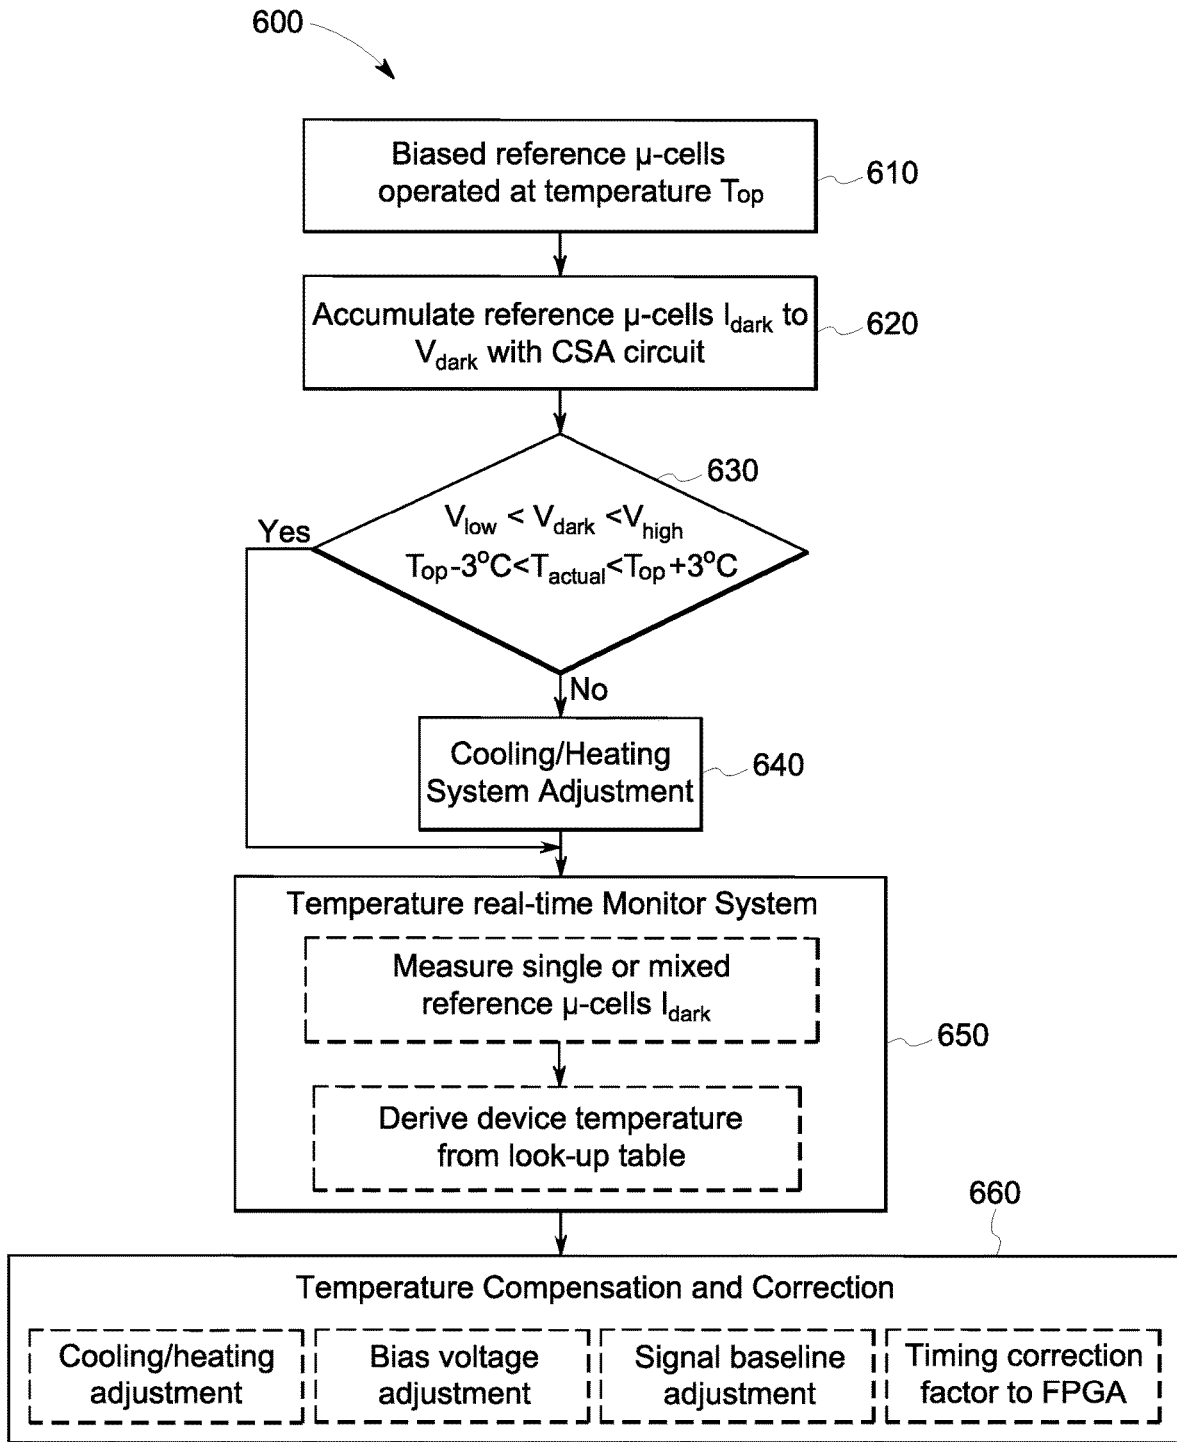 600
Biased reference µ-cells
operated at temperature Top
610
Accumulate reference µ-cells Idark to
Vdark with CSA circuit
620
630
Vlow < Vdark <Vhigh
Top-3°C<Tactual<Top+3°C
Yes
No
Cooling/Heating
System Adjustment
640
Temperature real-time Monitor System
Measure single or mixed
reference µ-cells Idark
650
Derive device temperature
from look-up table
660
Temperature Compensation and Correction
Cooling/heating
adjustment
Bias voltage
adjustment
Signal baseline
adjustment
Timing correction
factor to FPGA